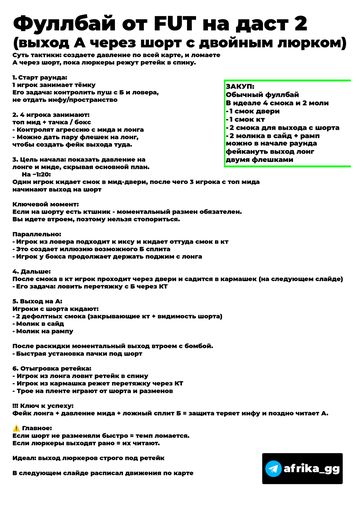 Фуллбай от FUT на даст 2
(выход А через шорт с двойным люрком)
Суть тактики: создаете давление по всей карте, и ломаете
А через шорт, пока люркеры режут ретейк в спину.
1. Старт раунда:
1 игрок занимает тёмку
Его задача: контролить пуш с Б и ловера,
не отдать инфу/пространство
2. 4 игрока занимают:
топ мид + тачка / бокс
- Контролят агрессию с мида и лонга
- Можно дать пару флешек на лонг,
чтобы создать фейк выхода туда.
3. Цель начала: показать давление на
лонге и миде, скрывая основной план.
На ~1:20:
Один игрок кидает смок в мид-двери, после чего 3 игрока с топ мида
начинают выход на шорт
ЗАКУП:
Обычный фуллбай
В идеале 4 смока и 2 моли
- 1 смок двери
- 1 смок кт
- 2 смока для выхода с шорта
- 2 молика в сайд + рамп
можно в начале раунда
фейкануть выход лонг
двумя флешками
Ключевой момент:
Если на шорту есть ктшник - моментальный размен обязателен.
Вы идете втроем, поэтому нельзя стопориться.
Параллельно:
- Игрок из ловера подходит к иксу и кидает оттуда смок в кт
- Это создает иллюзию возможного Б сплита
- Игрок у бокса продолжает держать поджим с лонга
4. Дальше:
После смока в кт игрок проходит через двери и садится в кармашек (на следующем слайде)
- Его задача: ловить перетяжку с Б через КТ
5. Выход на А:
Игроки с шорта кидают:
- 2 дефолтных смока (закрывающие кт + видимость шорта)
- Молик в сайд
- Молик на рампу
После раскидки моментальный выход втроем с бомбой.
- Быстрая установка пачки под шорт
6. Отыгровка ретейка:
- Игрок из лонга ловит ретейк в спину
- Игрок из кармашка режет перетяжку через КТ
- Трое на пленте играют от шорта и разменов
!!! Ключ к успеху:
Фейк лонга + давление мида + ложный сплит Б = защита теряет инфу и поздно читает А.
⚠️ Главное:
Если шорт не разменяли быстро = темп ломается.
Если люркеры выходят рано = их читают.
Идеал: выход люркеров строго под ретейк
В следующем слайде расписал движения по карте
afrika_gg